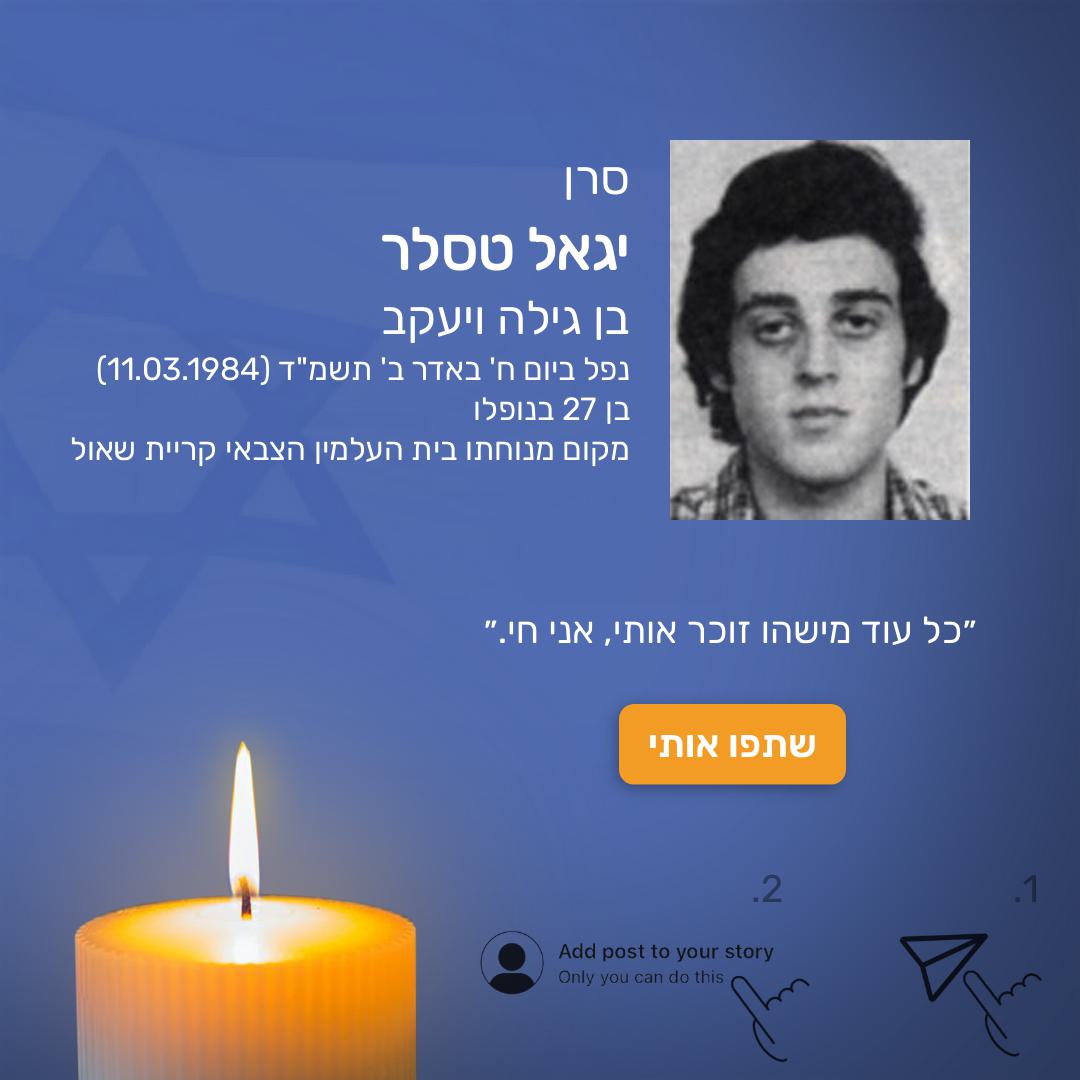 סרן
יגאל טסלר
בן גילה ויעקב
נפל ביום ח' באדר ב' תשמ"ד (11.03.1984)
בן 27 בנופלו
מקום מנוחתו בית העלמין הצבאי קריית שאול
״כל עוד מישהו זוכר אותי, אני חי.״
שתפו אותי
1.
2.
Add post to your story
Only you can do this